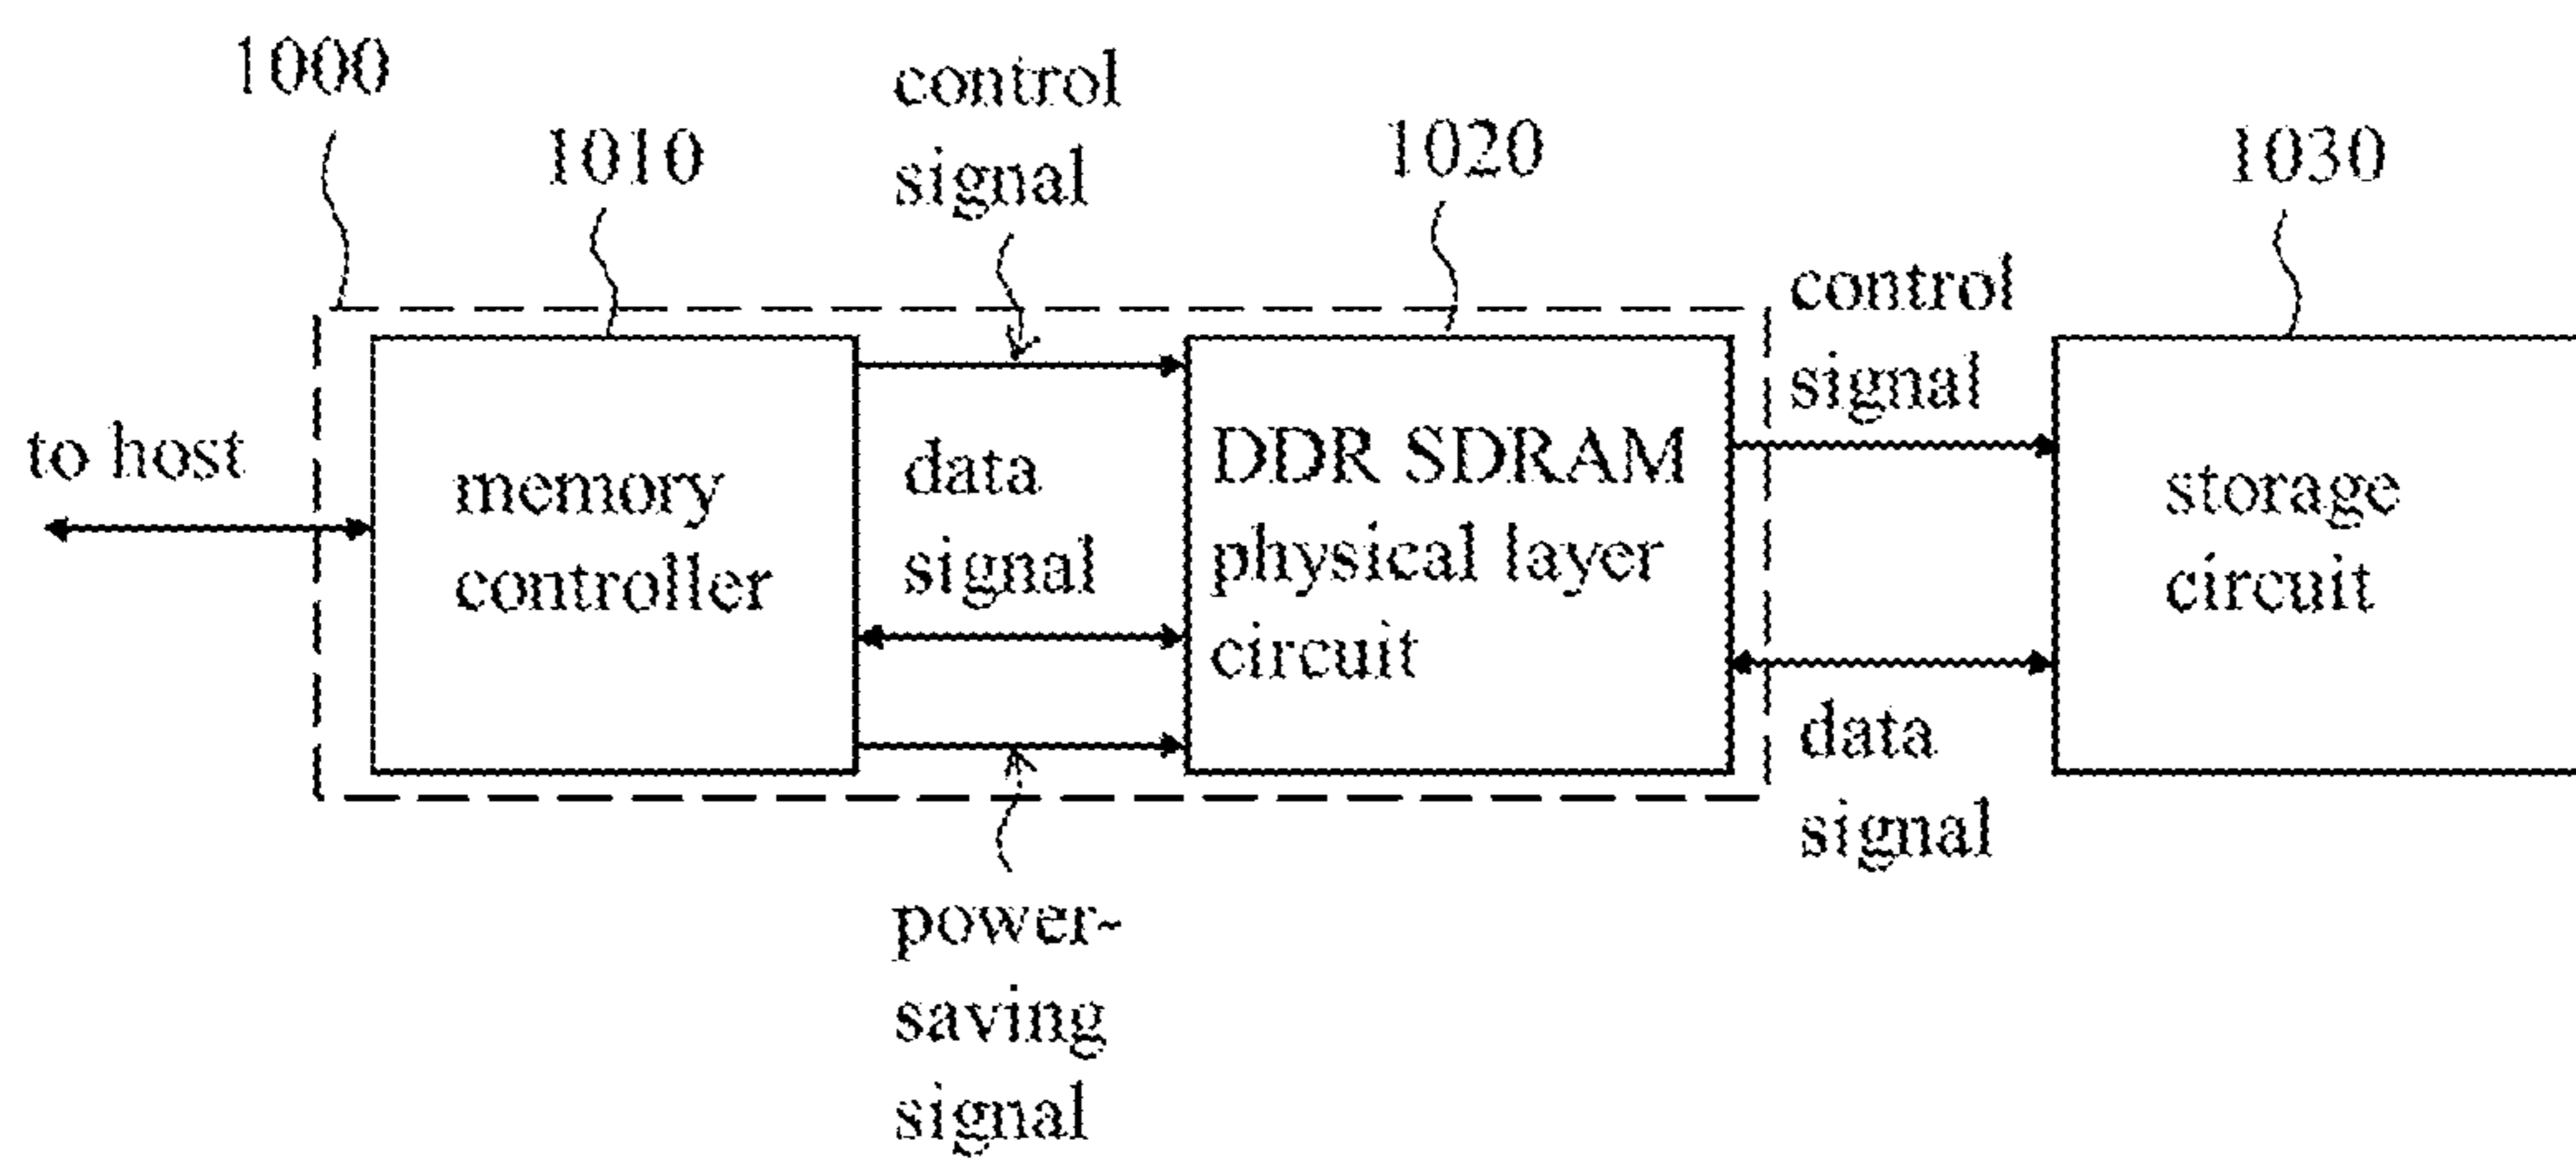 1000
1010
control
signal
1020
1030
control
signal
to host
memory
controller
data
signal
DDR SDRAM
physical layer
circuit
storage
circuit
data
signal
power-
saving
signal